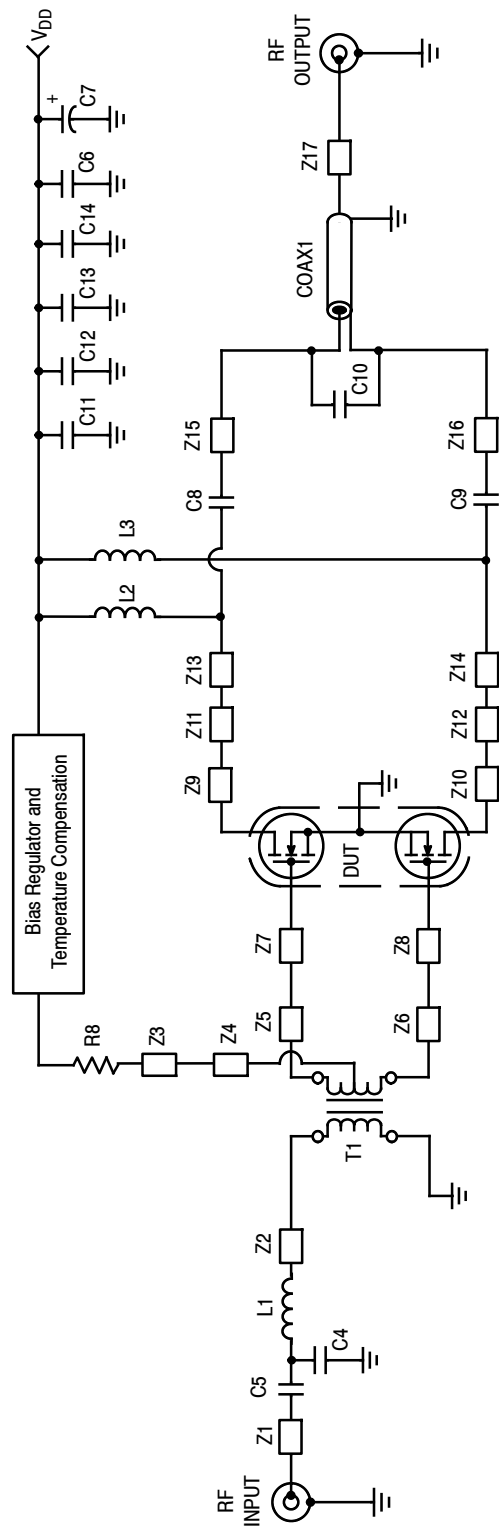 VDD
+
C7
C6
C14
C13
C12
C11
L3
L2
Bias Regulator and
Temperature Compensation
R8
Z3
Z4
RF
INPUT
Z1
C5
C4
L1
Z2
T1
Z5
Z7
Z6
Z8
DUT
Z9
Z11
Z13
Z10
Z12
Z14
C8
Z15
C9
Z16
C10
COAX1
Z17
RF
OUTPUT